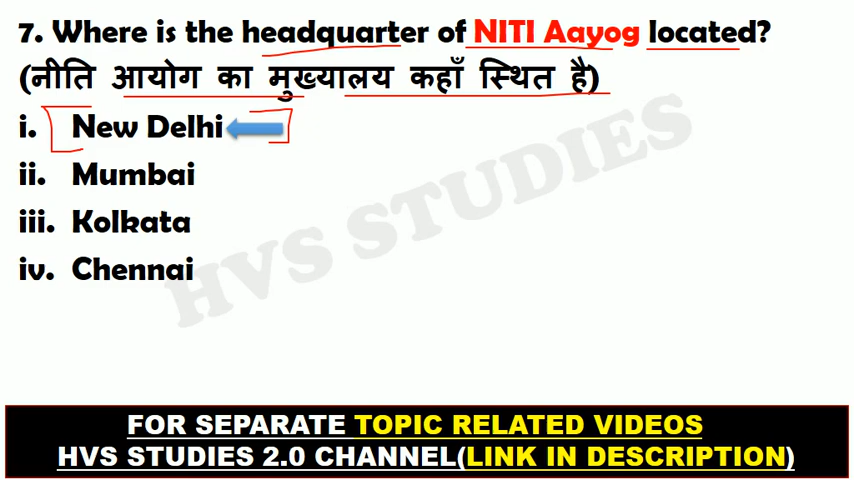 7. Where is the headquarter of NITI Aayog located?
(नीति आयोग का मुख्यालय कहाँ स्थित है)
i. New Delhi
ii. Mumbai
iii. Kolkata
iv. Chennai
HVS STUDIES
FOR SEPARATE TOPIC RELATED VIDEOS
HVS STUDIES 2.0 CHANNEL(LINK IN DESCRIPTION)